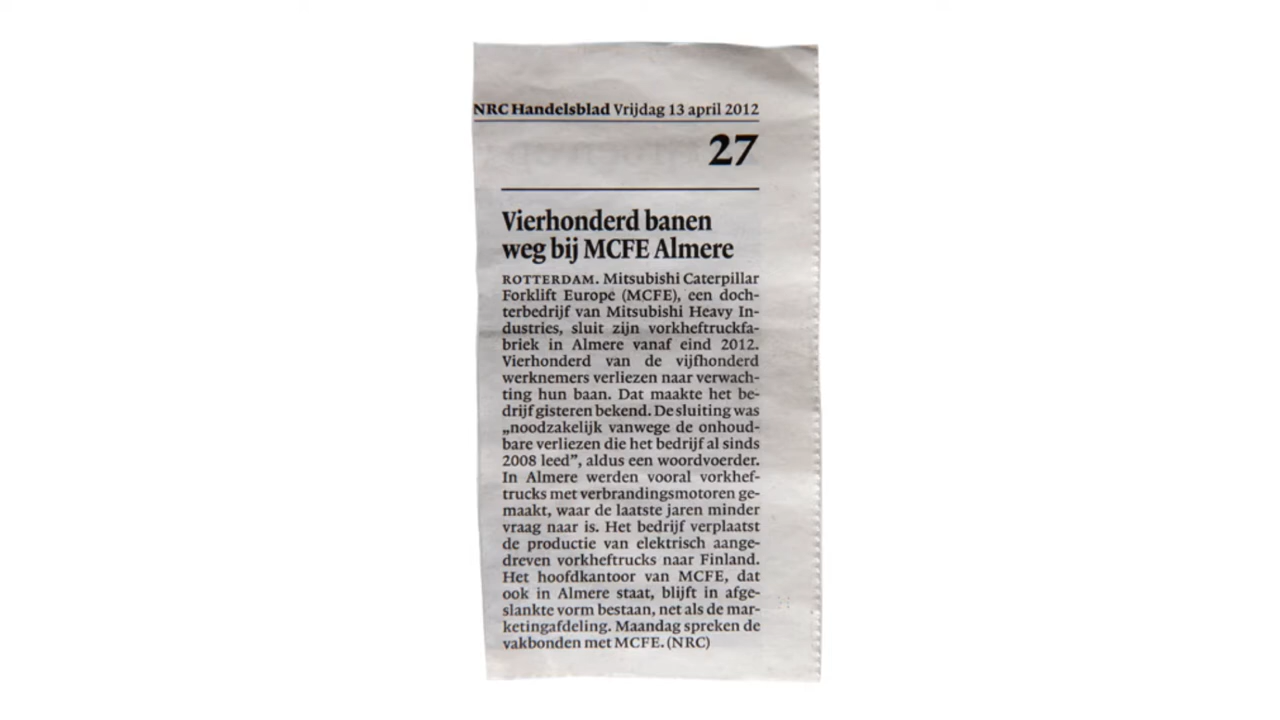 NRC Handelsblad Vrijdag 13 april 2012
27
Vierhonderd banen
weg bij MCFE Almere
ROTTERDAM. Mitsubishi Caterpillar
Forklift Europe (MCFE), een doch-
terbedrijf van Mitsubishi Heavy In-
dustries, sluit zijn vorkheftruckfa-
briek in Almere vanaf eind 2012.
Vierhonderd van de vijfhonderd
werknemers verliezen naar verwach-
ting hun baan. Dat maakte het be-
drijf gisteren bekend. De sluiting was
„noodzakelijk vanwege de onhoud-
bare verliezen die het bedrijf al sinds
2008 leed”, aldus een woordvoerder.
In Almere werden vooral vorkhef-
trucks met verbrandingsmotoren ge-
maakt, waar de laatste jaren minder
vraag naar is. Het bedrijf verplaatst
de productie van elektrisch aange-
dreven vorkheftrucks naar Finland.
Het hoofdkantoor van MCFE, dat
ook in Almere staat, blijft in afge-
slankte vorm bestaan, net als de mar-
ketingafdeling. Maandag spreken de
vakbonden met MCFE. (NRC)